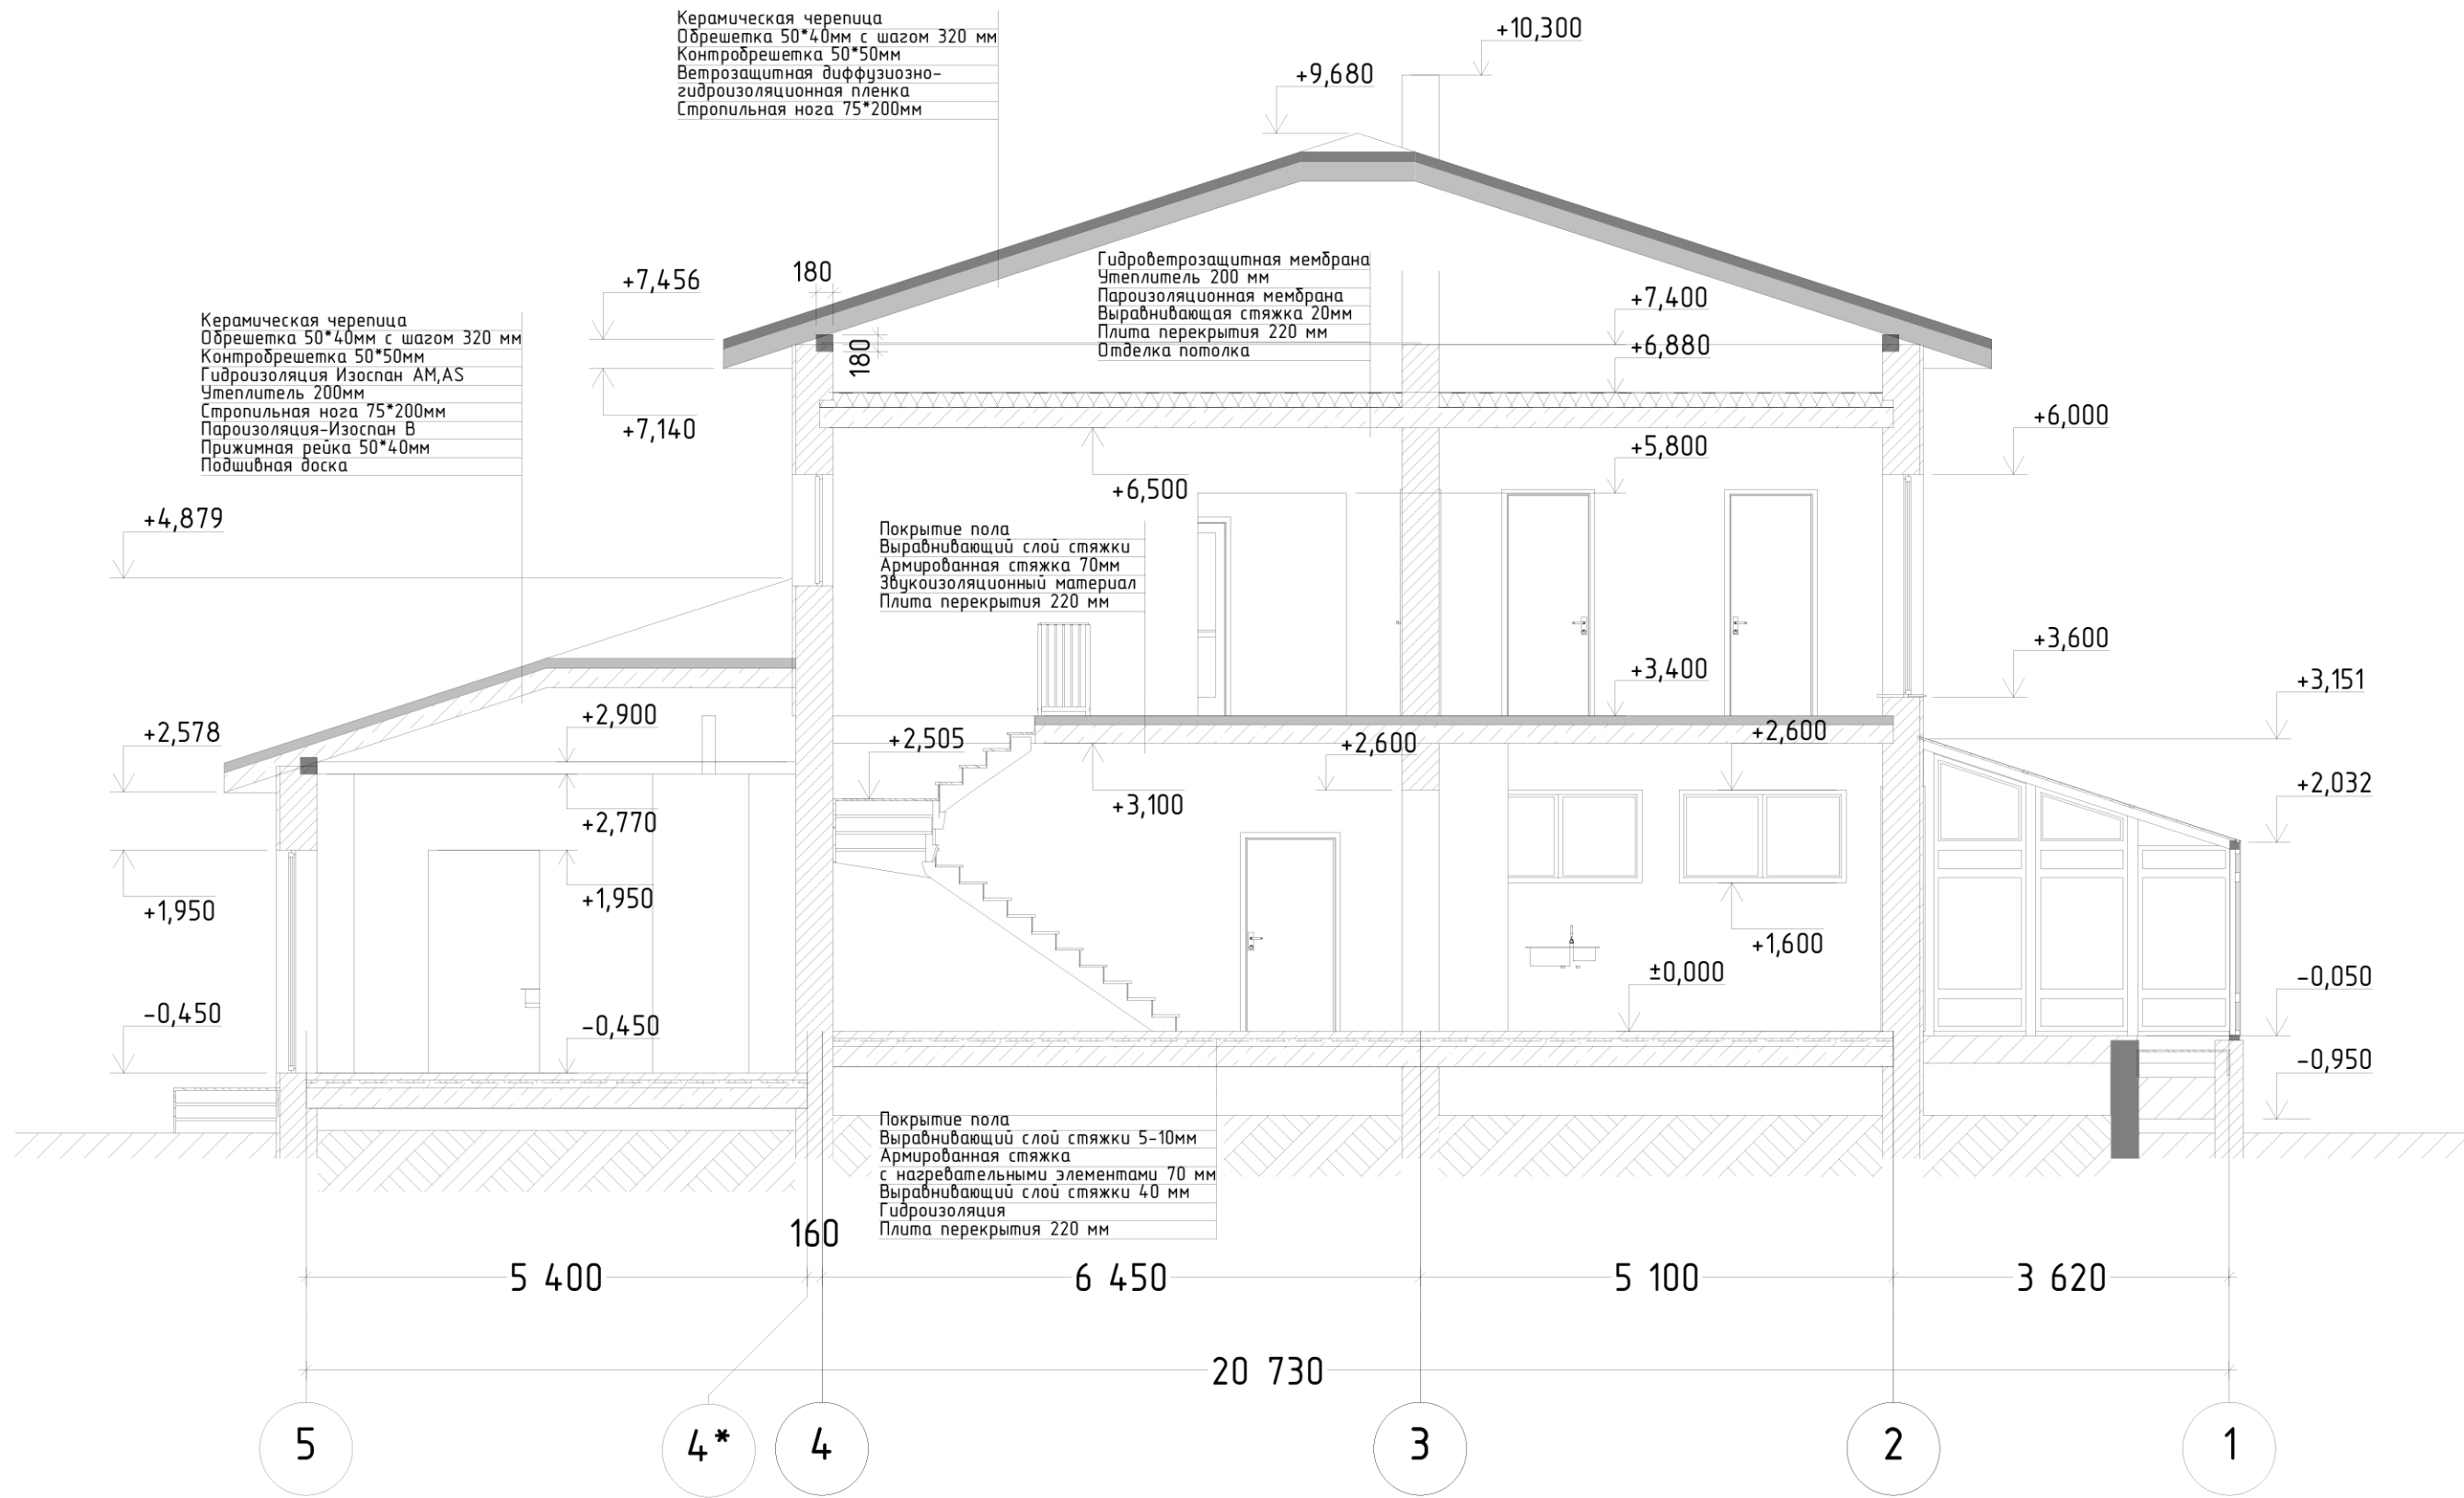 Керамическая черепица
Обрешетка 50*40мм с шагом 320 мм
Контробрешетка 50*50мм
Ветрозащитная диффузиозно-
гидроизоляционная пленка
Стропильная нога 75*200мм
+10,300
+9,680
+7,456
180
180
+7,140
Гидроветрозащитная мембрана
Утеплитель 200 мм
Пароизоляционная мембрана
Выравнивающая стяжка 20мм
Плита перекрытия 220 мм
Отделка потолка
+7,400
+6,880
Керамическая черепица
Обрешетка 50*40мм с шагом 320 мм
Контробрешетка 50*50мм
Гидроизоляция Изоспан AM,AS
Утеплитель 200мм
Стропильная нога 75*200мм
Пароизоляция-Изоспан В
Прижимная рейка 50*40мм
Подшивная доска
+6,000
+5,800
+6,500
+4,879
Покрытие пола
Выравнивающий слой стяжки
Армированная стяжка 70мм
Звукоизоляционный материал
Плита перекрытия 220 мм
+3,600
+3,400
+3,151
+2,900
+2,578
+2,505
+2,600
+2,600
+2,032
+3,100
+2,770
+1,950
+1,950
+1,600
±0,000
-0,050
-0,450
-0,450
-0,950
Покрытие пола
Выравнивающий слой стяжки 5-10мм
Армированная стяжка
с нагревательными элементами 70 мм
Выравнивающий слой стяжки 40 мм
Гидроизоляция
Плита перекрытия 220 мм
160
5 400
6 450
5 100
3 620
20 730
5
4*
4
3
2
1